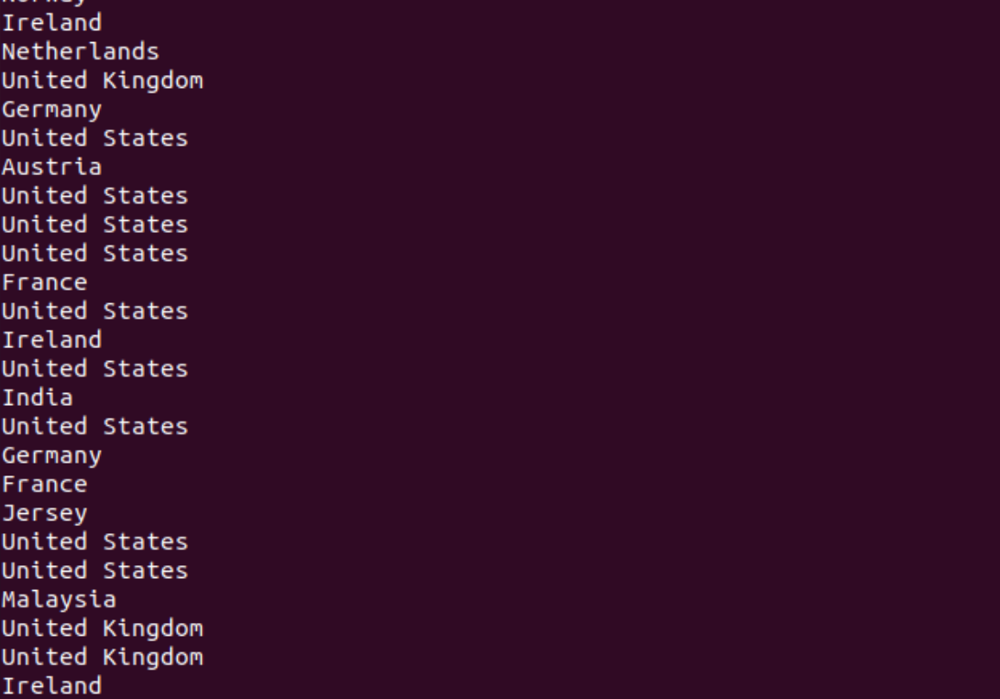 Norway
Ireland
Netherlands
United Kingdom
Germany
United States
Austria
United States
United States
United States
France
United States
Ireland
United States
India
United States
Germany
France
Jersey
United States
United States
Malaysia
United Kingdom
United Kingdom
Ireland